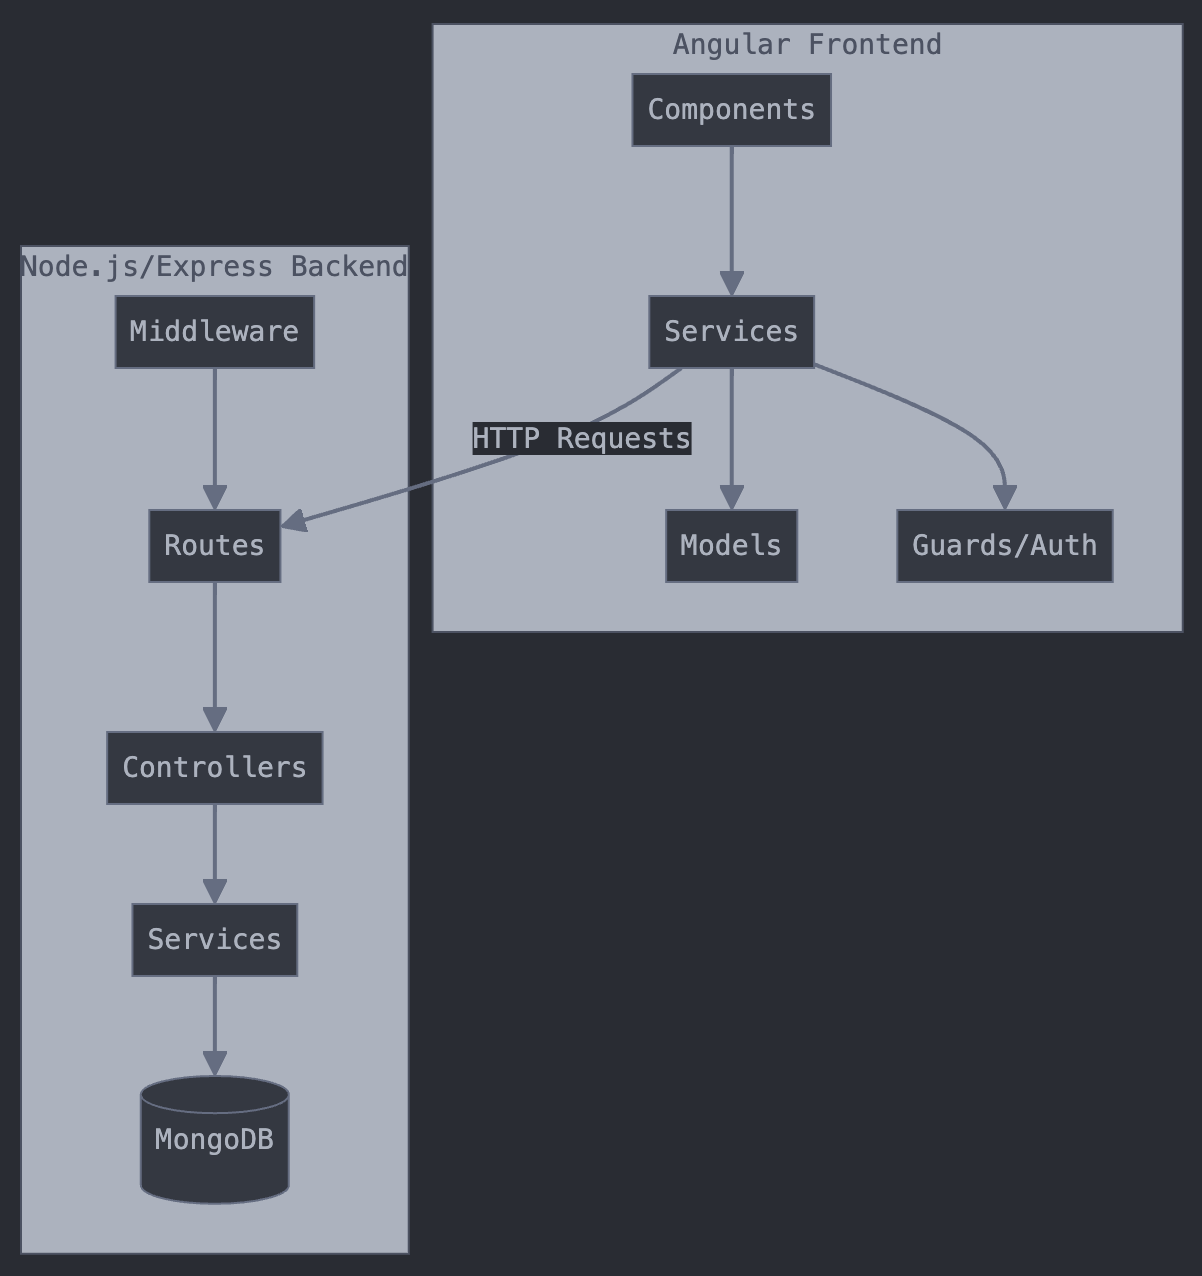 Angular Frontend
Components
Services
HTTP Requests
Models
Guards/Auth
Node.js/Express Backend
Middleware
Routes
Controllers
Services
MongoDB